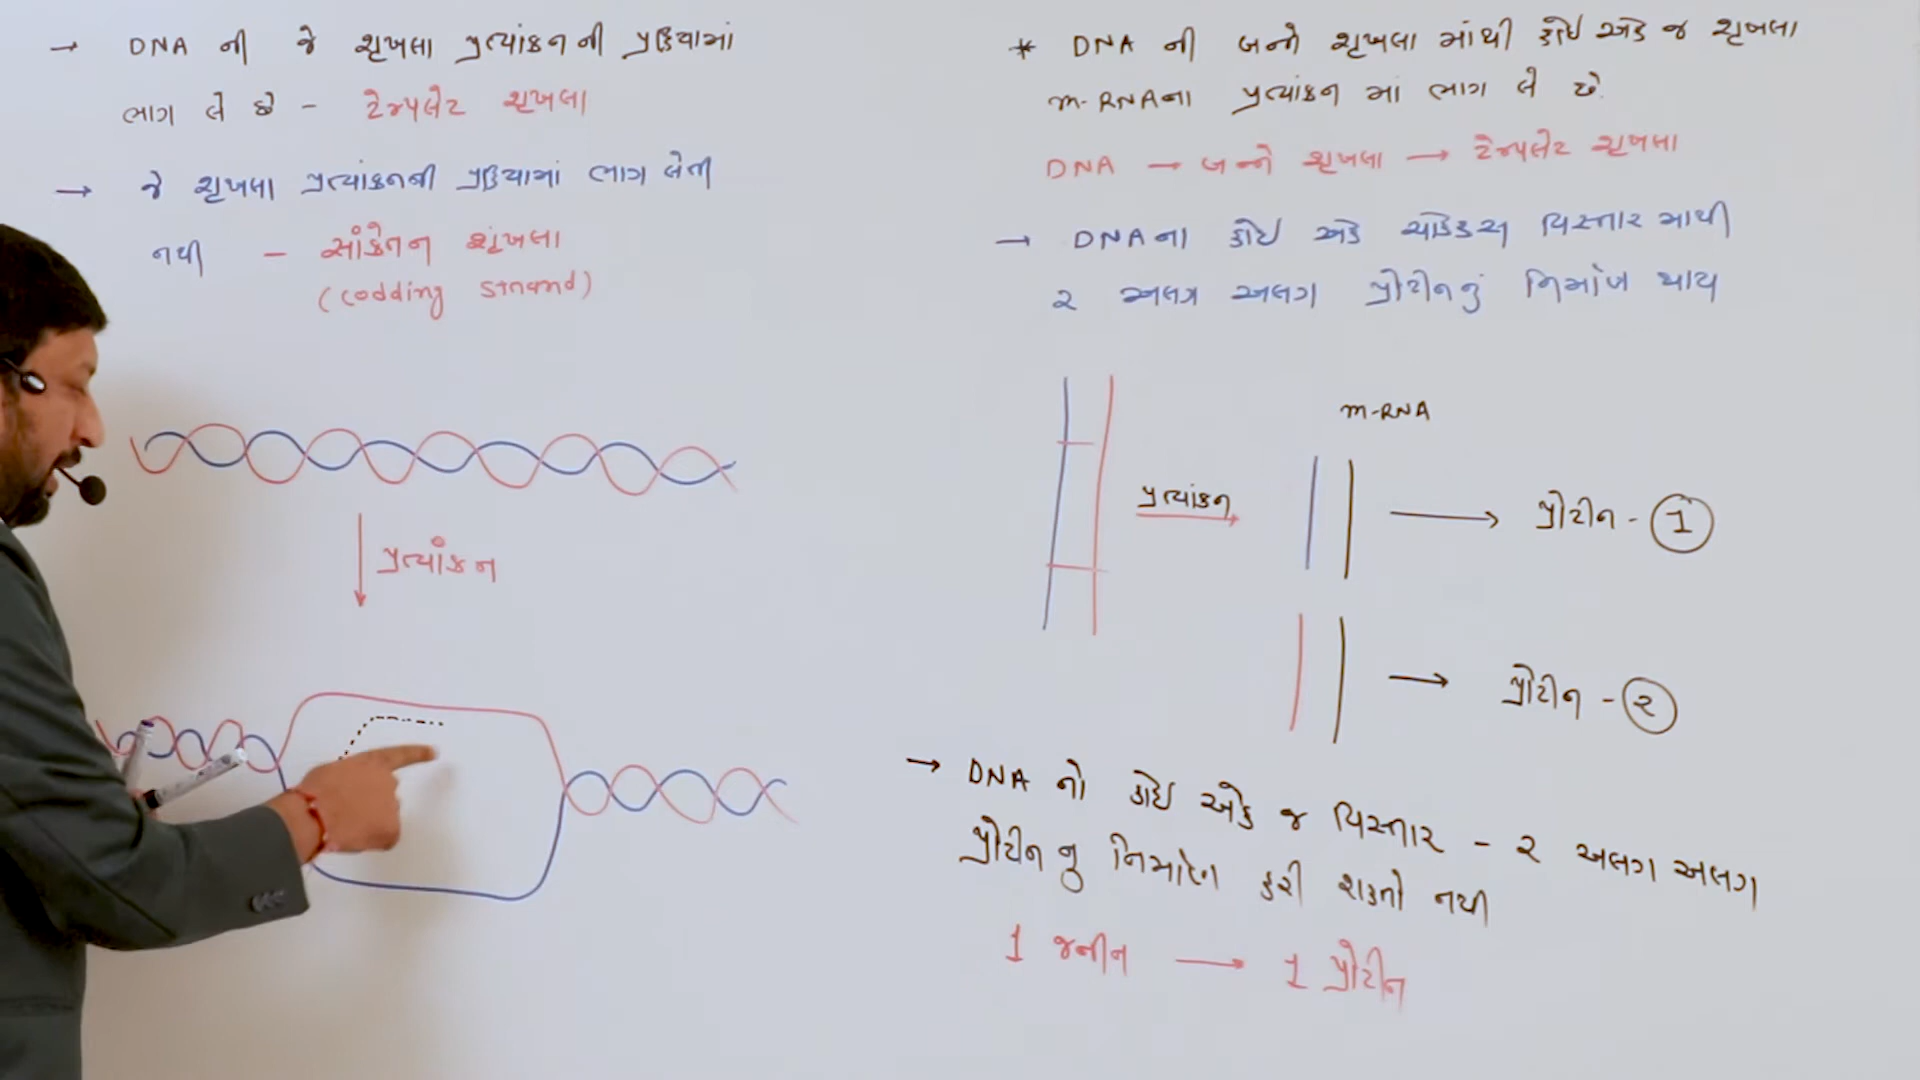 → DNA ની જે શૃખલા પ્રત્યાંકન ની પ્રક્રિયામાં
ભાગ લે છે - ટેમ્પલેટ શૃખલા
→ જે શૃખલા પ્રત્યાંકનની પ્રક્રિયામાં ભાગ લેતી
નથી - સાંકેતન શૃંખલા
(codding strand)
પ્રત્યાંકન
* DNA ની બન્ને શૃખલા માંથી કોઈ એક જ શૃખલા
m-RNAના પ્રત્યાંકન માં ભાગ લે છે.
DNA → બન્ને શૃખલા → ટેમ્પલેટ શૃખલા
→ DNAના કોઈ એક ચોક્કસ વિસ્તાર માથી
૨ અલગ અલગ પ્રોટીનનું નિર્માણ થાય
m-RNA
પ્રત્યાંકન
પ્રોટીન - 1
પ્રોટીન - ૨
→ DNA નો કોઈ એક જ વિસ્તાર - ૨ અલગ અલગ
પ્રોટીન નુ નિર્માણ કરી શકતો નથી
1 જનીન → 1 પ્રોટીન